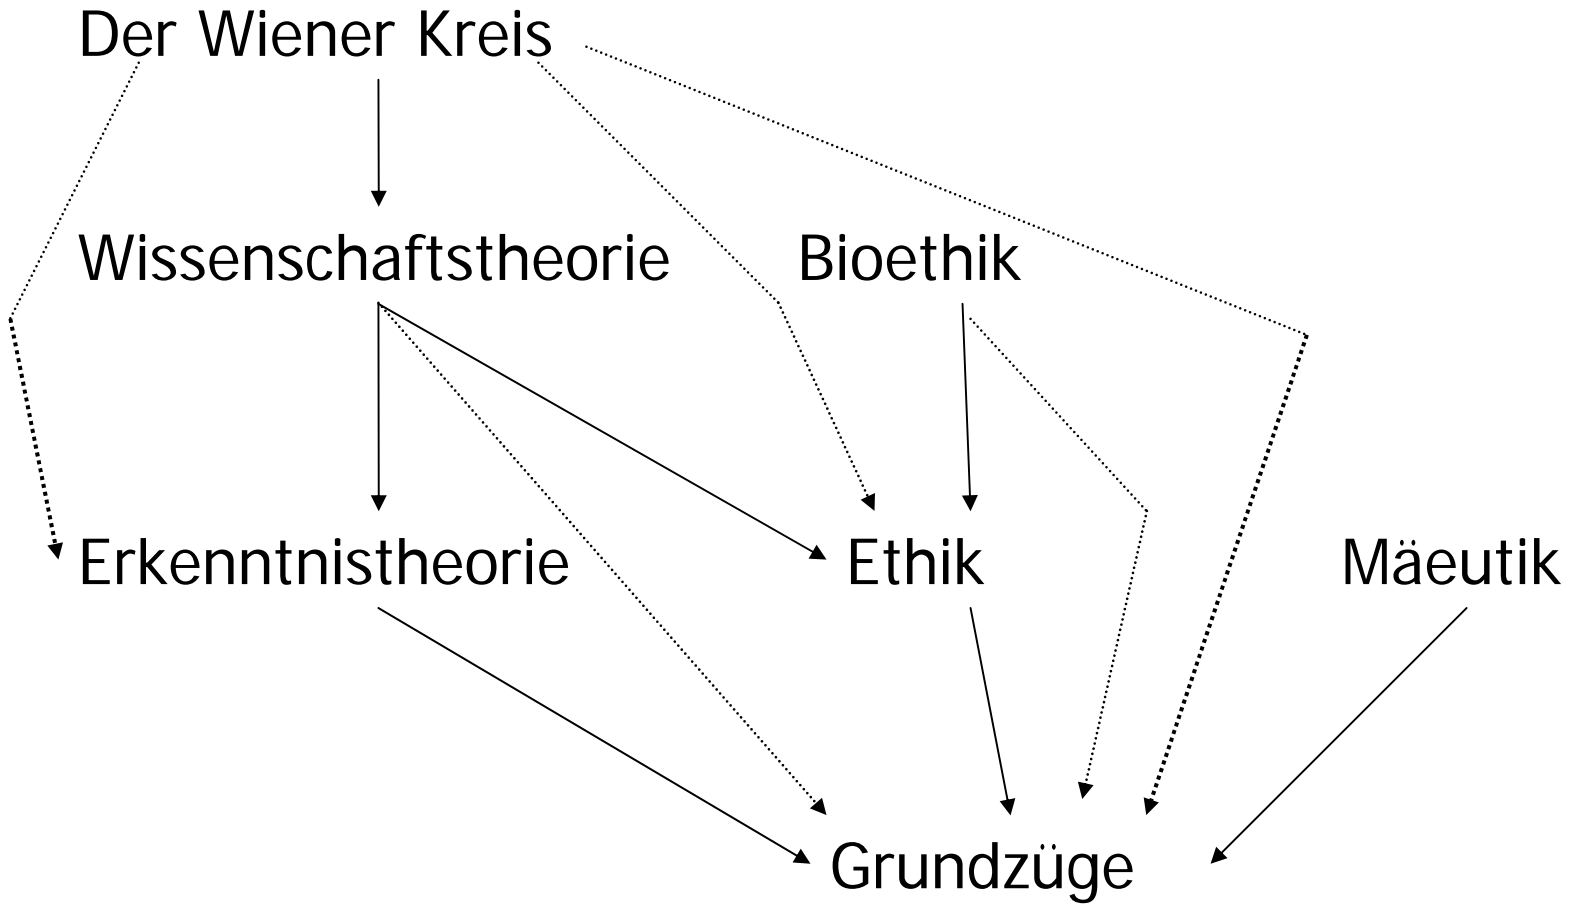 Der Wiener Kreis
Wissenschaftstheorie
Bioethik
Erkenntnistheorie
Ethik
Mäeutik
Grundzüge